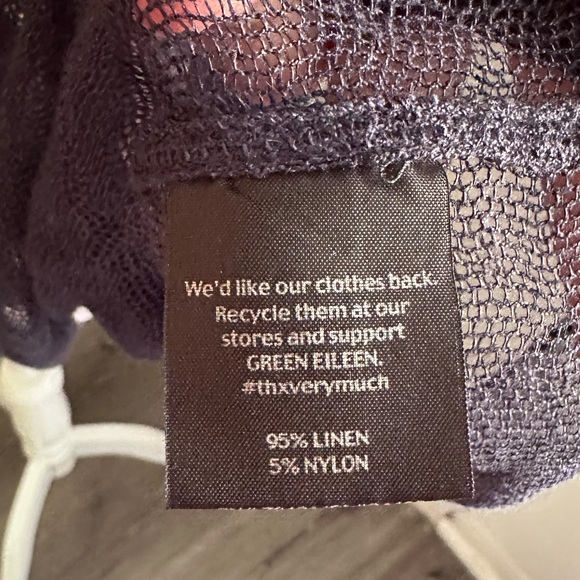 We'd like our clothes back.
Recycle them at our
stores and support
GREEN EILEEN.
#thxverymuch
95% LINEN
5% NYLON